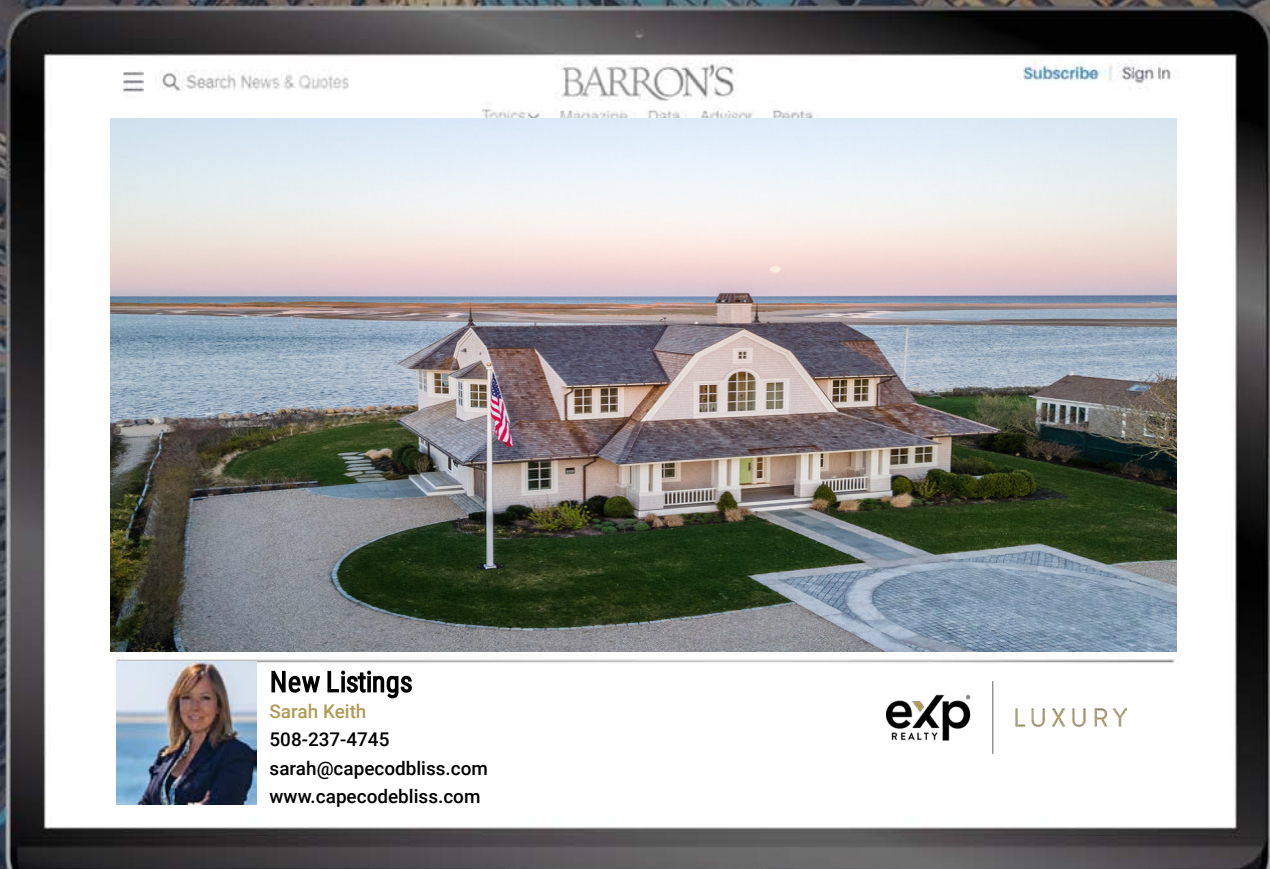 Search News & Quotes
BARRON'S
Subscribe
Sign In
Topics Magazine Data Advisor Penta
New Listings
Sarah Keith
508-237-4745
sarah@capecodbliss.com
www.capecodebliss.com
eXp
REALTY
LUXURY